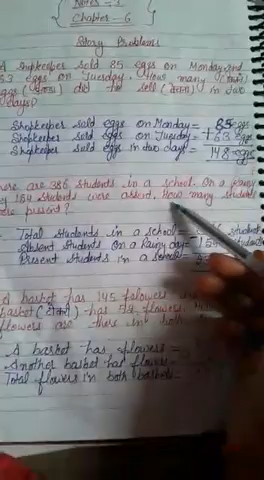 Notes - 3
Chapter - 6
Story Problems
A shopkeeper sold 85 eggs on Monday and
63 eggs on Tuesday. How many
eggs did he sell (बेचना) in two
days?
Shopkeeper sold eggs on Monday = 85 eggs
Shopkeeper sold eggs on Tuesday = + 63 eggs
Shopkeeper sold eggs in two days = 148 eggs
There are 386 students in a school. On a rainy
154 students were absent. How many students
were present?
Total students in a school = student
Absent students on a rainy day = 154 students
Present students in a school =
A basket has 145 flowers
basket (टोकरी) has
flowers are there in both
A basket has flowers =
Another basket has flowers =
Total flowers in both baskets =